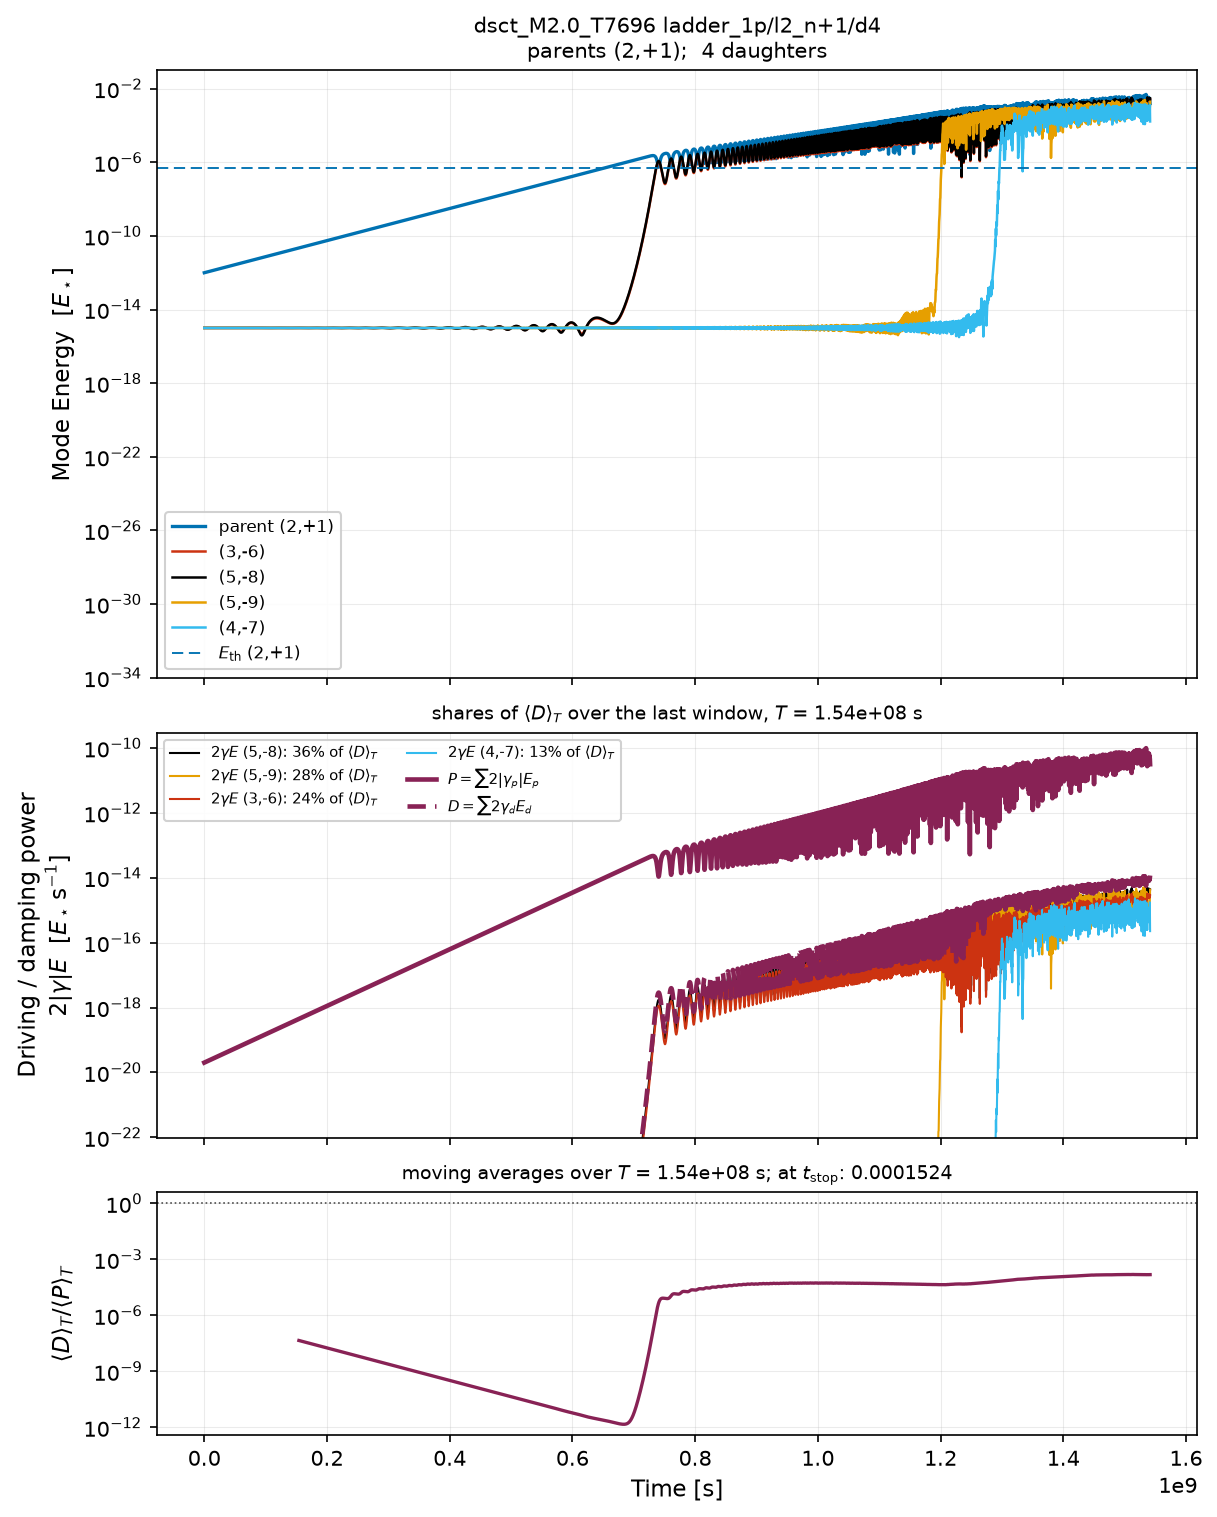 dsct_M2.0_T7696 ladder_1p/l2_n+1/d4
parents (2,+1);  4 daughters
10⁻²
10⁻⁶
10⁻¹⁰
10⁻¹⁴
10⁻¹⁸
10⁻²²
10⁻²⁶
10⁻³⁰
10⁻³⁴
Mode Energy [E⋆]
parent (2,+1)
(3,-6)
(5,-8)
(5,-9)
(4,-7)
E_th (2,+1)
shares of ⟨D⟩_T over the last window, T = 1.54e+08 s
10⁻¹⁰
10⁻¹²
10⁻¹⁴
10⁻¹⁶
10⁻¹⁸
10⁻²⁰
10⁻²²
Driving / damping power
2|γ|E [E⋆ s⁻¹]
2γE (5,-8): 36% of ⟨D⟩_T
2γE (5,-9): 28% of ⟨D⟩_T
2γE (3,-6): 24% of ⟨D⟩_T
2γE (4,-7): 13% of ⟨D⟩_T
P = ∑2|γ_p|E_p
D = ∑2γ_dE_d
moving averages over T = 1.54e+08 s; at t_stop: 0.0001524
10⁰
10⁻³
10⁻⁶
10⁻⁹
10⁻¹²
⟨D⟩_T/⟨P⟩_T
0.0 0.2 0.4 0.6 0.8 1.0 1.2 1.4 1.6
1e9
Time [s]